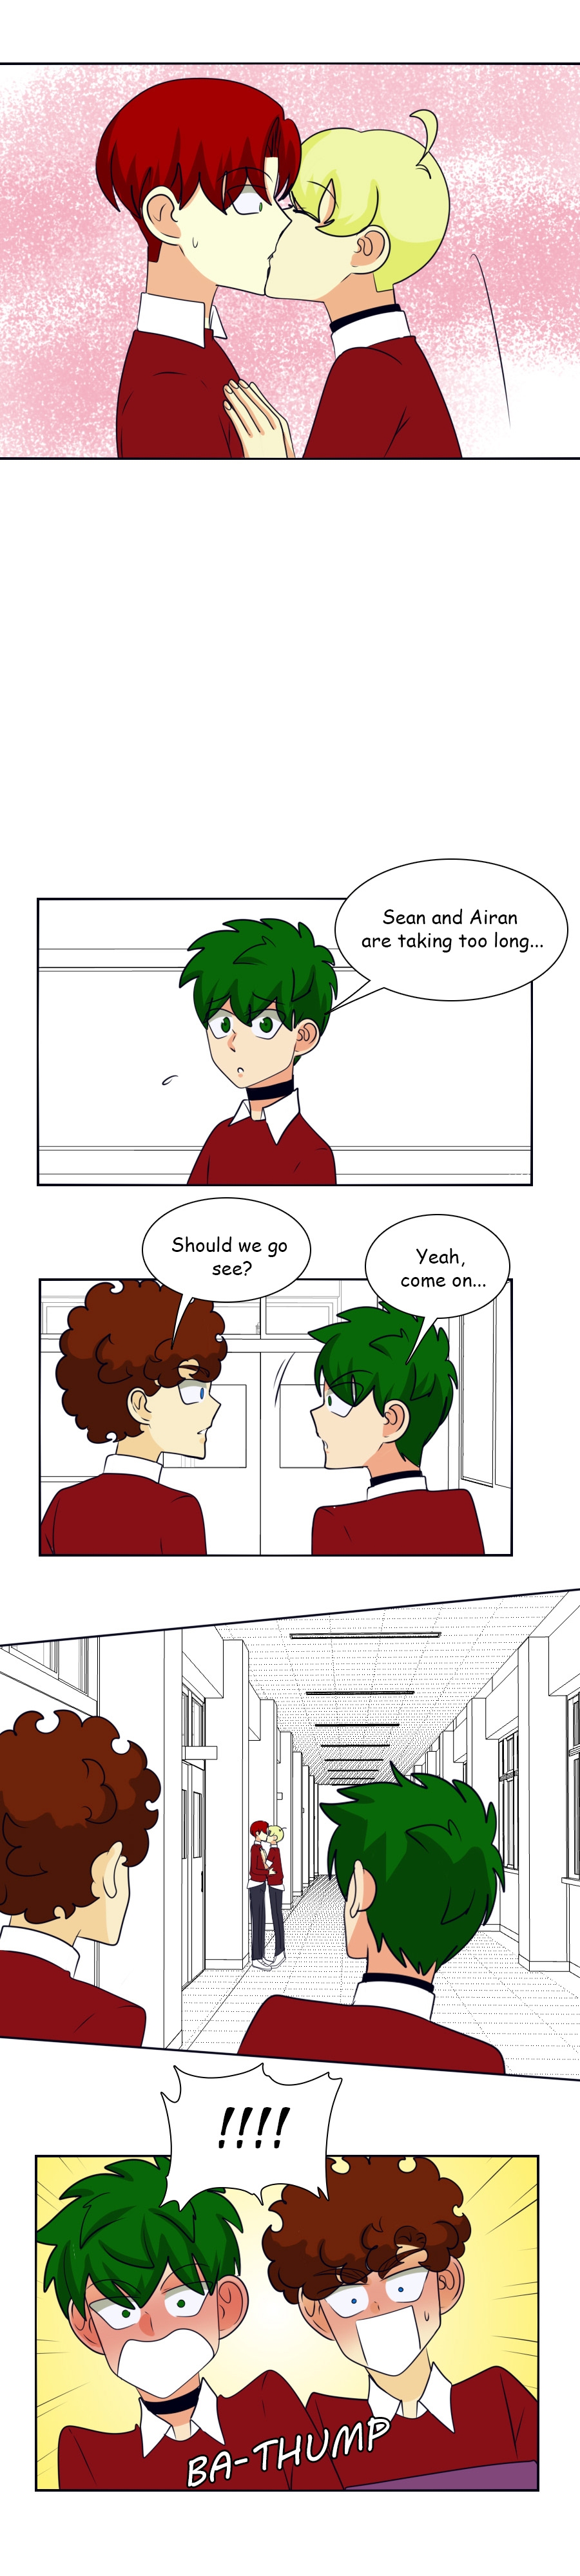 Sean and Airan
are taking too long...
Should we go
see?
Yeah,
come on...
!!!!
BA-THUMP